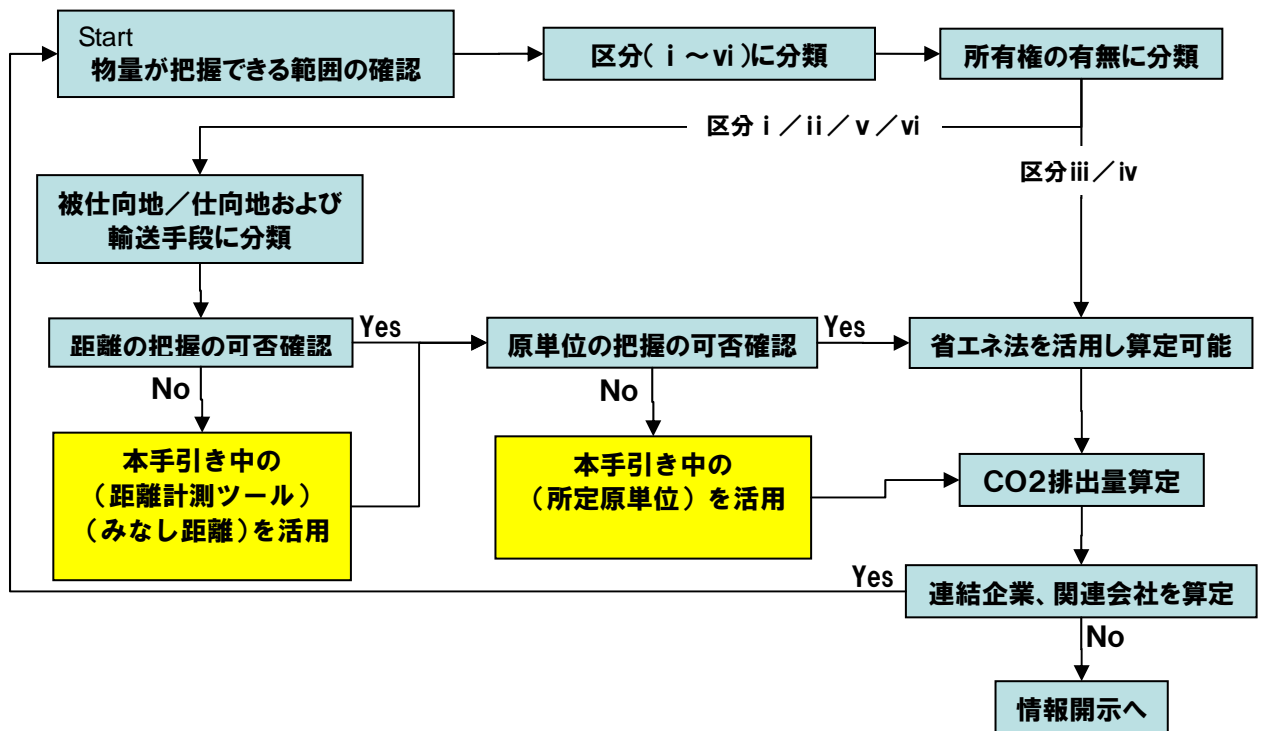 Start
物量が把握できる範囲の確認
区分(ⅰ～ⅵ)に分類
所有権の有無に分類
区分ⅰ／ⅱ／ⅴ／ⅵ
区分ⅲ／ⅳ
被仕向地／仕向地および
輸送手段に分類
距離の把握の可否確認
Yes
原単位の把握の可否確認
Yes
省エネ法を活用し算定可能
No
No
本手引き中の
（距離計測ツール）
（みなし距離）を活用
本手引き中の
（所定原単位）を活用
CO2排出量算定
Yes
連結企業、関連会社を算定
No
情報開示へ